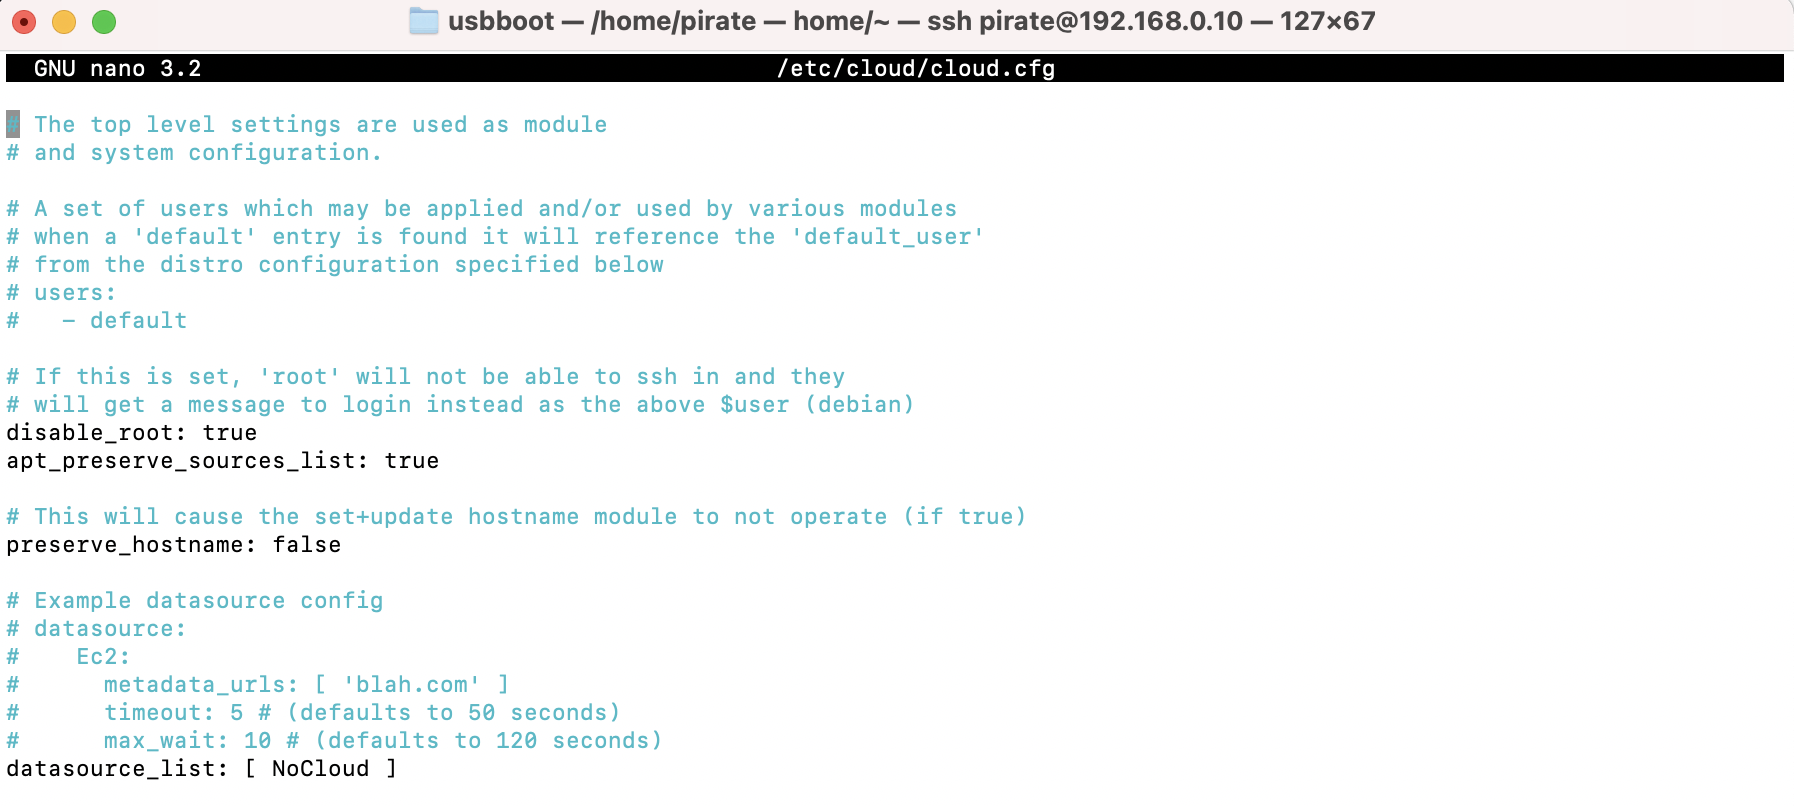 usbboot — /home/pirate — home/~ — ssh pirate@192.168.0.10 — 127×67
GNU nano 3.2 /etc/cloud/cloud.cfg
# The top level settings are used as module
# and system configuration.
# A set of users which may be applied and/or used by various modules
# when a 'default' entry is found it will reference the 'default_user'
# from the distro configuration specified below
# users:
#   - default
# If this is set, 'root' will not be able to ssh in and they
# will get a message to login instead as the above $user (debian)
disable_root: true
apt_preserve_sources_list: true
# This will cause the set+update hostname module to not operate (if true)
preserve_hostname: false
# Example datasource config
# datasource:
#    Ec2:
#      metadata_urls: [ 'blah.com' ]
#      timeout: 5 # (defaults to 50 seconds)
#      max_wait: 10 # (defaults to 120 seconds)
datasource_list: [ NoCloud ]